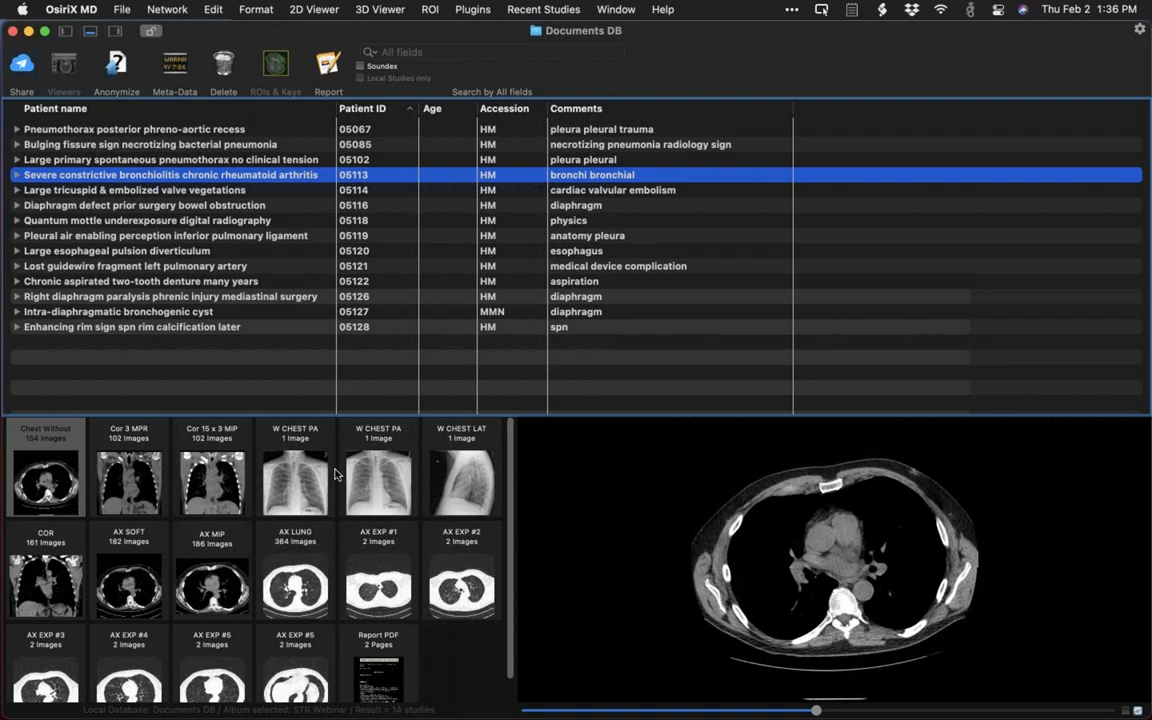 OsiriX MD File Network Edit Format 2D Viewer 3D Viewer ROI Plugins Recent Studies Window Help Thu Feb 2 1:36 PM
Documents DB
All fields
Soundex
Local Studies only
Share Viewers Anonymize Meta-Data Delete ROIs & Keys Report Search by All fields
Patient name Patient ID Age Accession Comments
Pneumothorax posterior phreno-aortic recess 05067 HM pleura pleural trauma
Bulging fissure sign necrotizing bacterial pneumonia 05085 HM necrotizing pneumonia radiology sign
Large primary spontaneous pneumothorax no clinical tension 05102 HM pleura pleural
Severe constrictive bronchiolitis chronic rheumatoid arthritis 05113 HM bronchi bronchial
Large tricuspid & embolized valve vegetations 05114 HM cardiac valvular embolism
Diaphragm defect prior surgery bowel obstruction 05116 HM diaphragm
Quantum mottle underexposure digital radiography 05118 HM physics
Pleural air enabling perception inferior pulmonary ligament 05119 HM anatomy pleura
Large esophageal pulsion diverticulum 05120 HM esophagus
Lost guidewire fragment left pulmonary artery 05121 HM medical device complication
Chronic aspirated two-tooth denture many years 05122 HM aspiration
Right diaphragm paralysis phrenic injury mediastinal surgery 05126 HM diaphragm
Intra-diaphragmatic bronchogenic cyst 05127 MMN diaphragm
Enhancing rim sign spn rim calcification later 05128 HM spn
Chest Without Cor 3 MPR Cor 15 x 3 MIP W CHEST PA W CHEST PA W CHEST LAT
154 Images 102 Images 102 Images 1 Image 1 Image 1 Image
COR AX SOFT AX MIP AX LUNG AX EXP #1 AX EXP #2
161 Images 182 Images 186 Images 364 Images 2 Images 2 Images
AX EXP #3 AX EXP #4 AX EXP #5 AX EXP #5 Report PDF
2 Images 2 Images 2 Images 2 Images 2 Pages
Local Database: Documents DB / Album selected: STR Webinar / Result = 14 studies